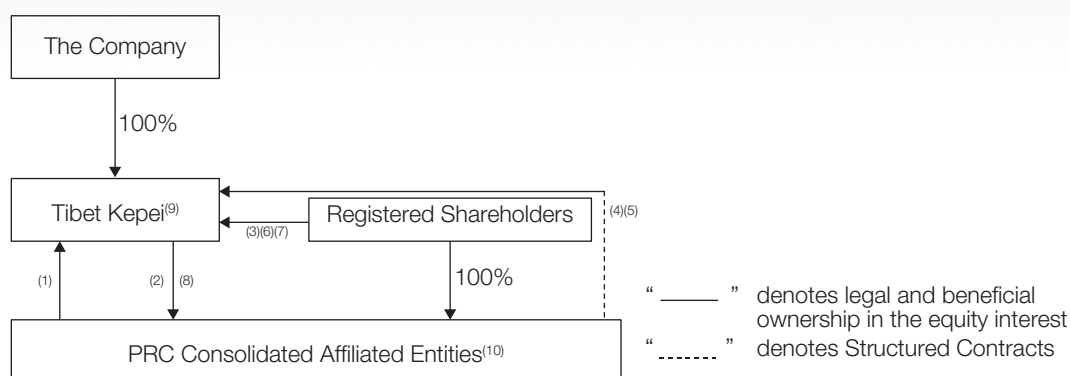 The Company
100%
Tibet Kepei(9)
Registered Shareholders
(4)(5)
(3)(6)(7)
(1)
(2)
(8)
100%
PRC Consolidated Affiliated Entities(10)
“ ______ ” denotes legal and beneficial
ownership in the equity interest
“ ------ ” denotes Structured Contracts